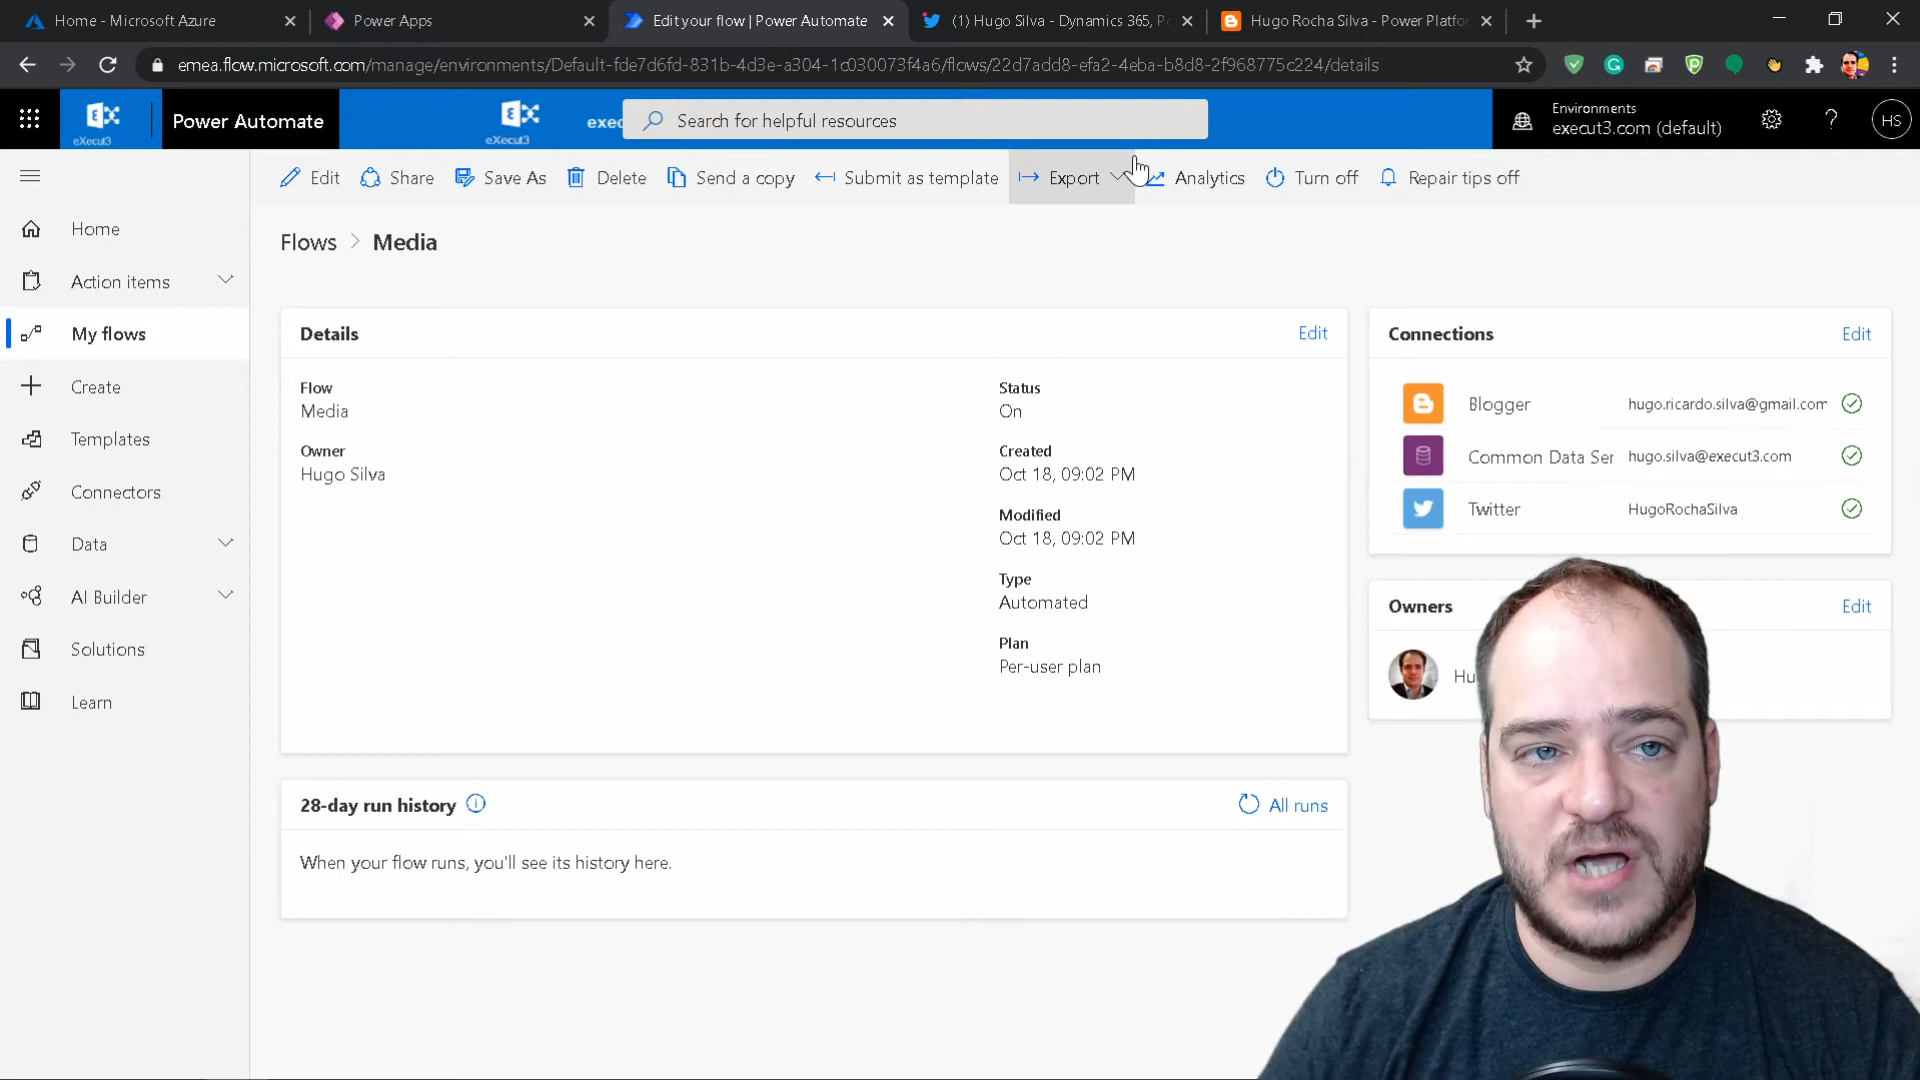 Home - Microsoft Azure
Power Apps
Edit your flow | Power Automate
(1) Hugo Silva - Dynamics 365, Po
Hugo Rocha Silva - Power Platfo
emea.flow.microsoft.com/manage/environments/Default-fde7d6fd-831b-4d3e-a304-1c030073f4a6/flows/22d7add8-efa2-4eba-b8d8-2f968775c224/details
eXecut3
Power Automate
eXecut3
exec
Search for helpful resources
Environments
execut3.com (default)
HS
Edit
Share
Save As
Delete
Send a copy
Submit as template
Export
Analytics
Turn off
Repair tips off
Home
Action items
My flows
Create
Templates
Connectors
Data
AI Builder
Solutions
Learn
Flows > Media
Details
Edit
Flow
Media
Owner
Hugo Silva
Status
On
Created
Oct 18, 09:02 PM
Modified
Oct 18, 09:02 PM
Type
Automated
Plan
Per-user plan
28-day run history
All runs
When your flow runs, you'll see its history here.
Connections
Edit
Blogger hugo.ricardo.silva@gmail.com
Common Data Ser hugo.silva@execut3.com
Twitter HugoRochaSilva
Owners
Edit
Hu